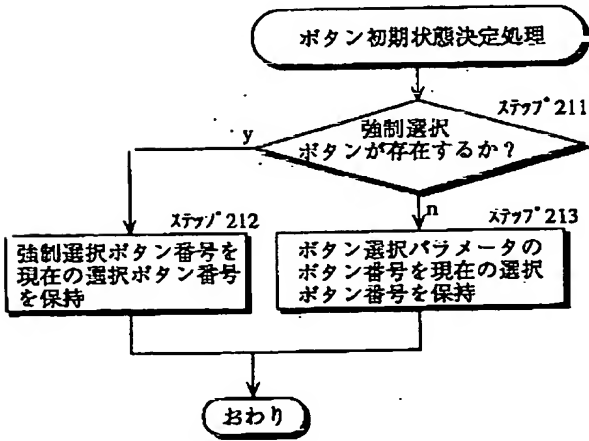 ボタン初期状態決定処理
ステップ211
強制選択
ボタンが存在するか？
y
n
ステップ212
強制選択ボタン番号を
現在の選択ボタン番号
を保持
ステップ213
ボタン選択パラメータの
ボタン番号を現在の選択
ボタン番号を保持
おわり